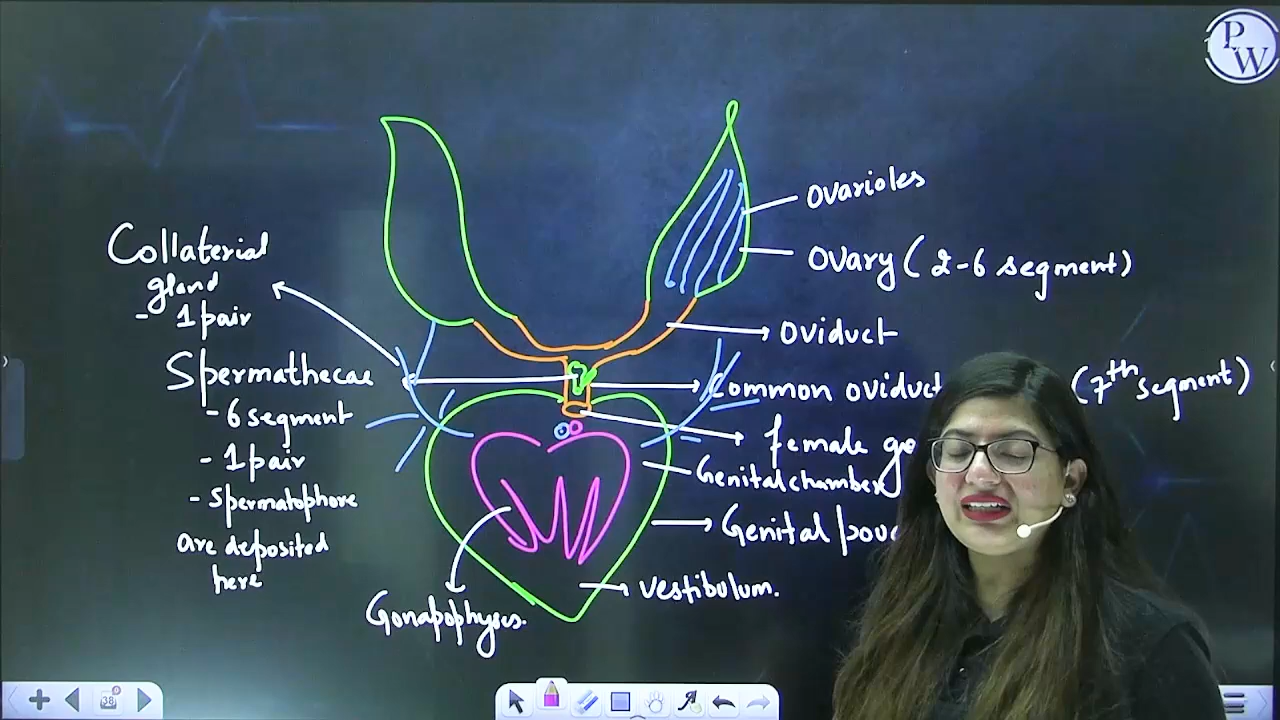 PW
Ovarioles
Ovary (2-6 segment)
Oviduct
Common oviduct (7th segment)
female
Genital chamber
Genital
Vestibulum.
Collaterial
gland
- 1 pair
Spermathecae
- 6 segment
- 1 pair
- Spermatophore
are deposited
here
Gonapophyses.
38